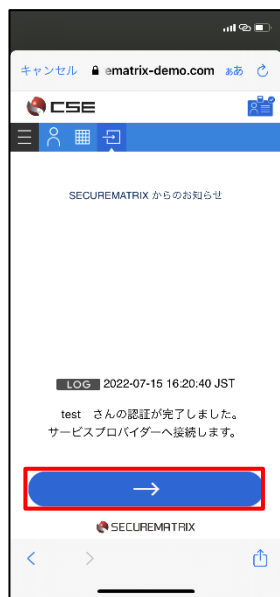 キャンセル ematrix-demo.com ぁあ
CSE
SECUREMATRIX からのお知らせ
LOG 2022-07-15 16:20:40 JST
test さんの認証が完了しました。
サービスプロバイダーへ接続します。
SECUREMATRIX